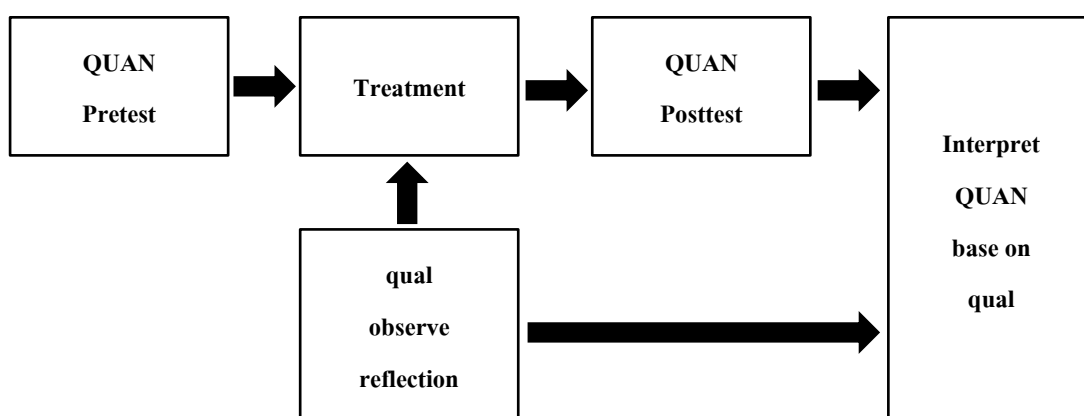 QUAN
Pretest
Treatment
QUAN
Posttest
Interpret
QUAN
base on
qual
qual
observe
reflection